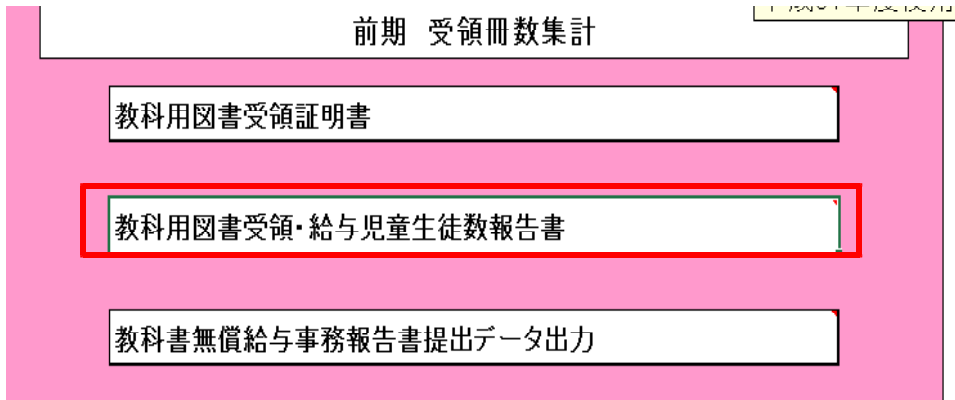 前期 受領冊数集計
教科用図書受領証明書
教科用図書受領・給与児童生徒数報告書
教科書無償給与事務報告書提出データ出力